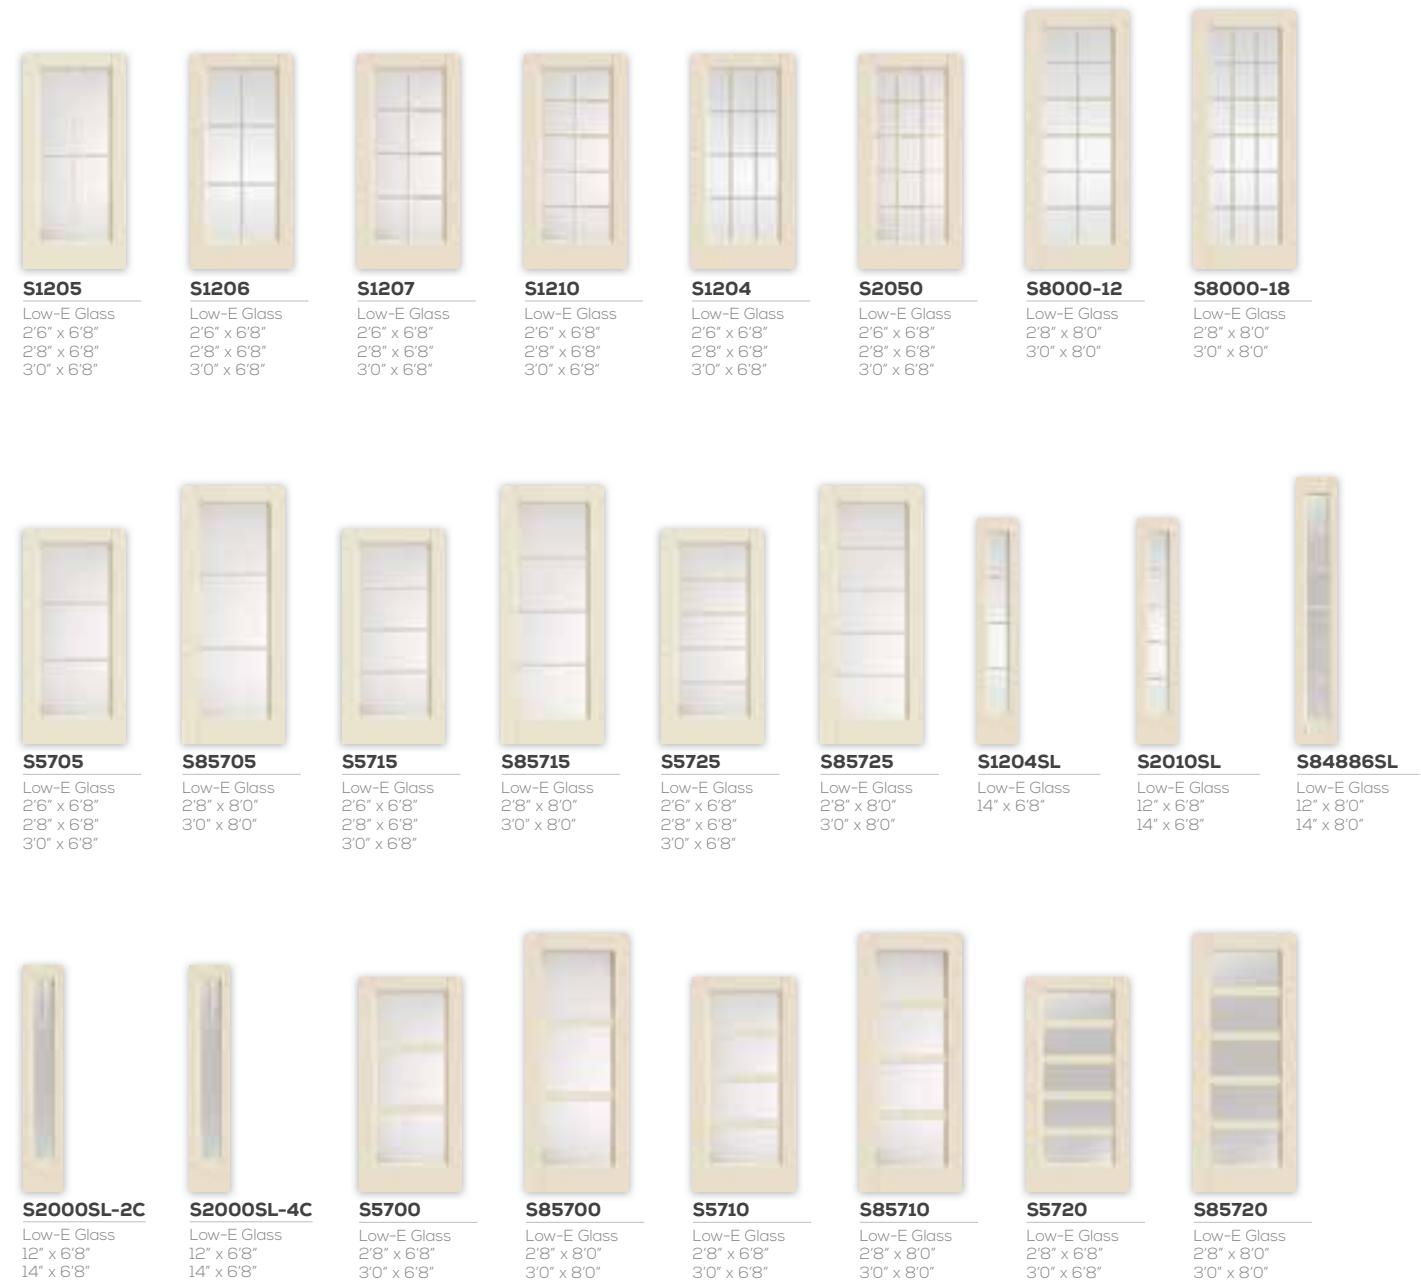 S1205
Low-E Glass
2'6" x 6'8"
2'8" x 6'8"
3'0" x 6'8"
S1206
Low-E Glass
2'6" x 6'8"
2'8" x 6'8"
3'0" x 6'8"
S1207
Low-E Glass
2'6" x 6'8"
2'8" x 6'8"
3'0" x 6'8"
S1210
Low-E Glass
2'6" x 6'8"
2'8" x 6'8"
3'0" x 6'8"
S1204
Low-E Glass
2'6" x 6'8"
2'8" x 6'8"
3'0" x 6'8"
S2050
Low-E Glass
2'6" x 6'8"
2'8" x 6'8"
3'0" x 6'8"
S8000-12
Low-E Glass
2'8" x 8'0"
3'0" x 8'0"
S8000-18
Low-E Glass
2'8" x 8'0"
3'0" x 8'0"
S5705
Low-E Glass
2'6" x 6'8"
2'8" x 6'8"
3'0" x 6'8"
S85705
Low-E Glass
2'8" x 8'0"
3'0" x 8'0"
S5715
Low-E Glass
2'6" x 6'8"
2'8" x 6'8"
3'0" x 6'8"
S85715
Low-E Glass
2'8" x 8'0"
3'0" x 8'0"
S5725
Low-E Glass
2'6" x 6'8"
2'8" x 6'8"
3'0" x 6'8"
S85725
Low-E Glass
2'8" x 8'0"
3'0" x 8'0"
S1204SL
Low-E Glass
14" x 6'8"
S2010SL
Low-E Glass
12" x 6'8"
14" x 6'8"
S84886SL
Low-E Glass
12" x 8'0"
14" x 8'0"
S2000SL-2C
Low-E Glass
12" x 6'8"
14" x 6'8"
S2000SL-4C
Low-E Glass
12" x 6'8"
14" x 6'8"
S5700
Low-E Glass
2'8" x 6'8"
3'0" x 6'8"
S85700
Low-E Glass
2'8" x 8'0"
3'0" x 8'0"
S5710
Low-E Glass
2'8" x 6'8"
3'0" x 6'8"
S85710
Low-E Glass
2'8" x 8'0"
3'0" x 8'0"
S5720
Low-E Glass
2'8" x 6'8"
3'0" x 6'8"
S85720
Low-E Glass
2'8" x 8'0"
3'0" x 8'0"